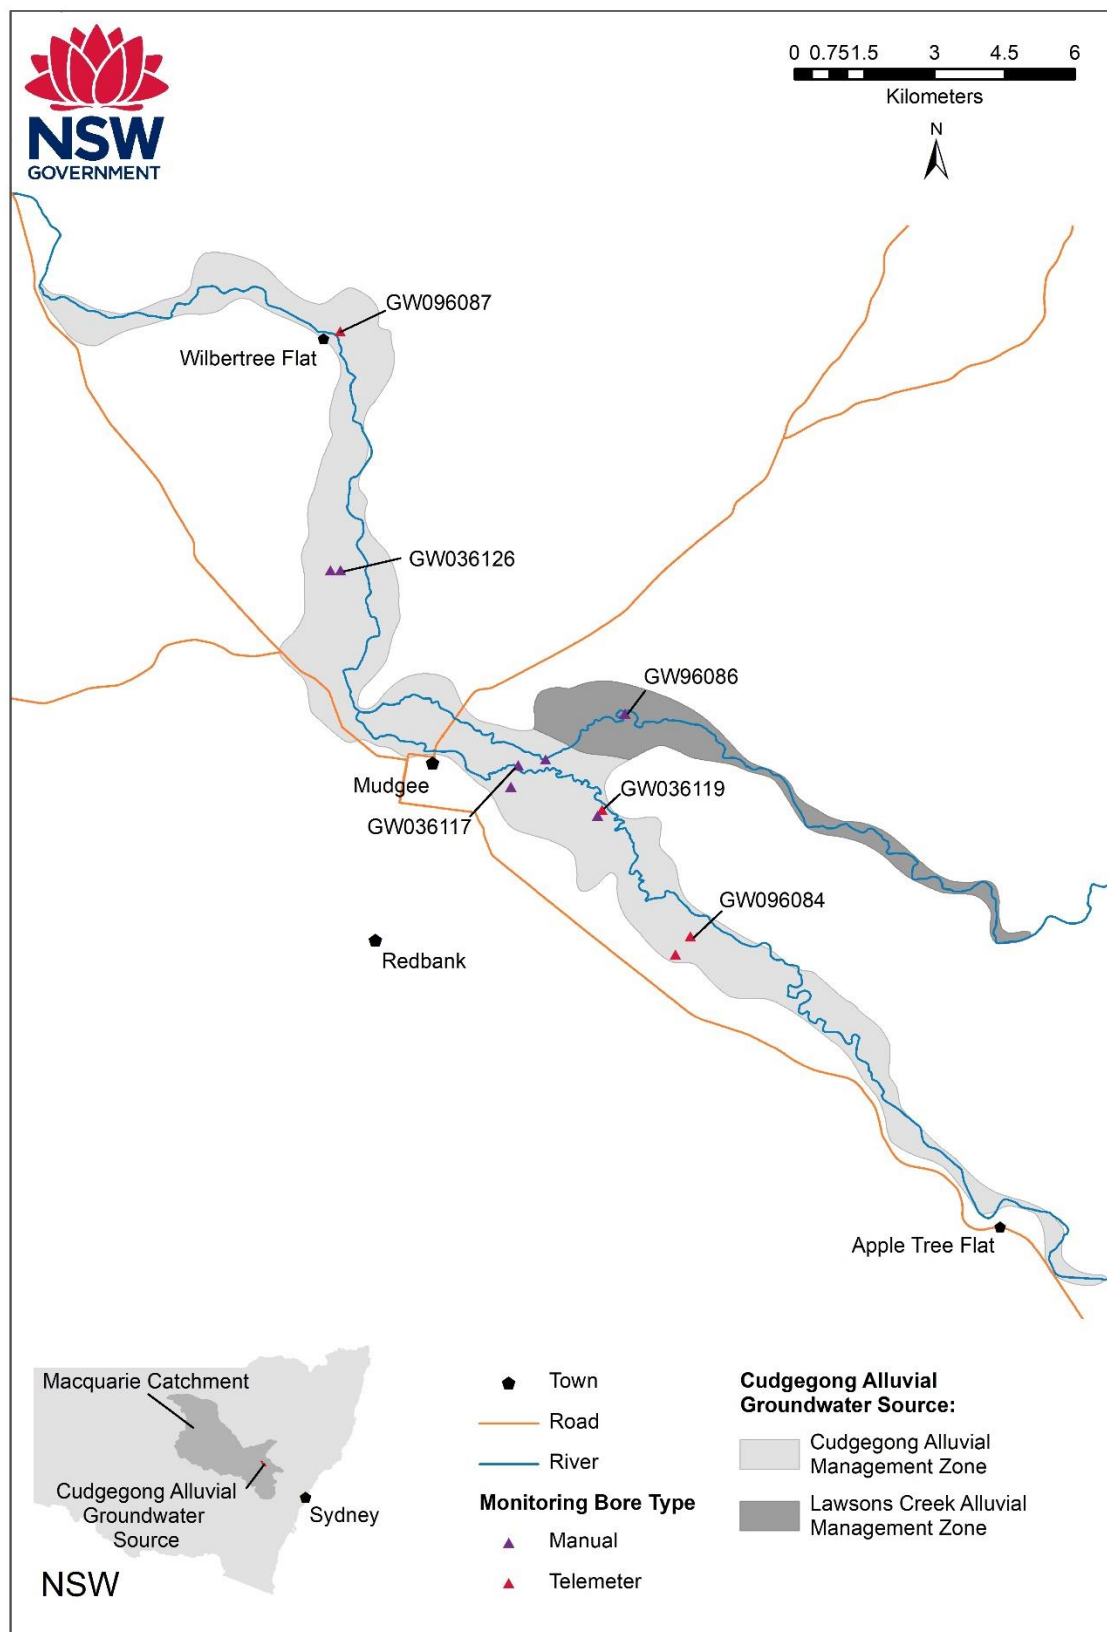 NSW
GOVERNMENT
0 0.75 1.5 3 4.5 6
Kilometers
N
GW096087
Wilbertree Flat
GW036126
GW96086
Mudgee
GW036119
GW036117
GW096084
Redbank
Apple Tree Flat
Macquarie Catchment
Cudgegong Alluvial
Groundwater
Source
Sydney
NSW
Town
Road
River
Monitoring Bore Type
Manual
Telemeter
Cudgegong Alluvial
Groundwater Source:
Cudgegong Alluvial
Management Zone
Lawsons Creek Alluvial
Management Zone